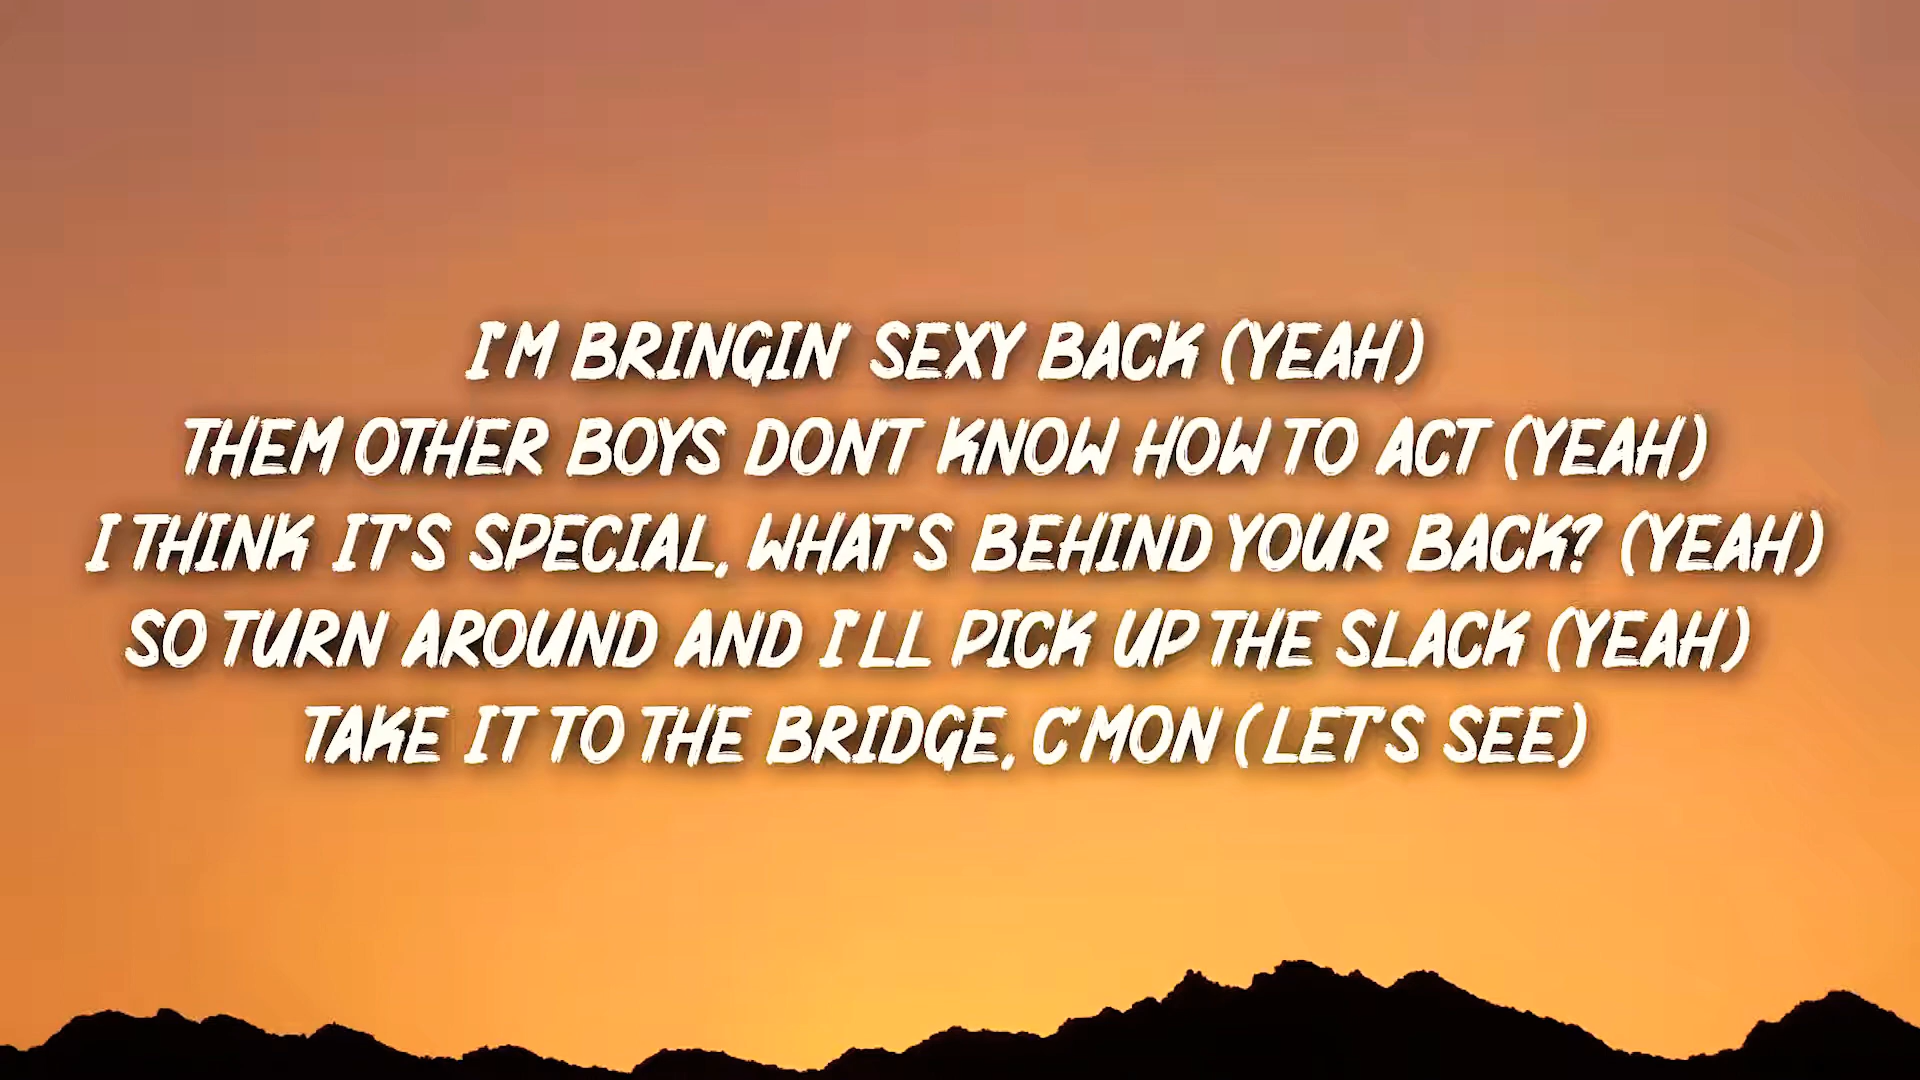 I'M BRINGIN' SEXY BACK (YEAH)
THEM OTHER BOYS DON'T KNOW HOW TO ACT (YEAH)
I THINK IT'S SPECIAL, WHAT'S BEHIND YOUR BACK? (YEAH)
SO TURN AROUND AND I'LL PICK UP THE SLACK (YEAH)
TAKE IT TO THE BRIDGE, C'MON (LET'S SEE)